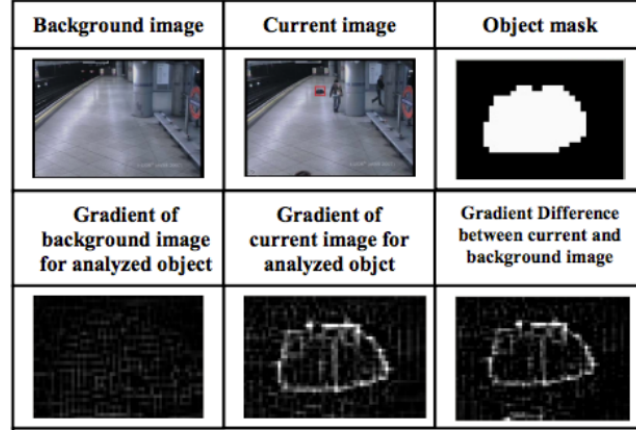 Background image
Current image
Object mask
Gradient of
background image
for analyzed object
Gradient of
current image for
analyzed objct
Gradient Difference
between current and
background image